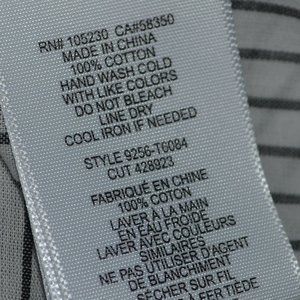 RN# 105230 CA#58350
MADE IN CHINA
100% COTTON
HAND WASH COLD
WITH LIKE COLORS
DO NOT BLEACH
LINE DRY
COOL IRON IF NEEDED
STYLE 9256-T6084
CUT 428923
FABRIQUÉ EN CHINE
100% COTON
LAVER À LA MAIN
EN EAU FROIDE
LAVER AVEC COULEURS
SIMILAIRES
NE PAS UTILISER D'AGENT
DE BLANCHIMENT
SÉCHER SUR FIL
TIÈDE